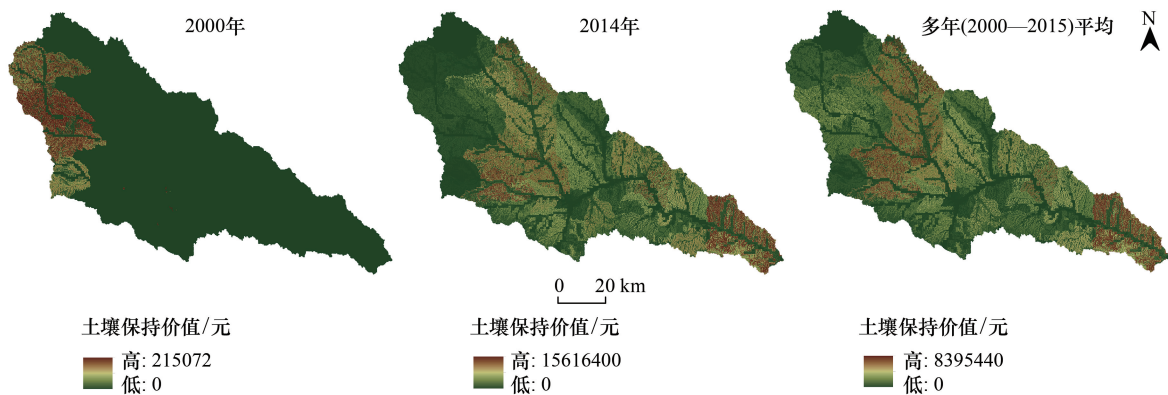 2000年
2014年
多年(2000—2015)平均
N
0 20 km
土壤保持价值/元
高: 215072
低: 0
土壤保持价值/元
高: 15616400
低: 0
土壤保持价值/元
高: 8395440
低: 0